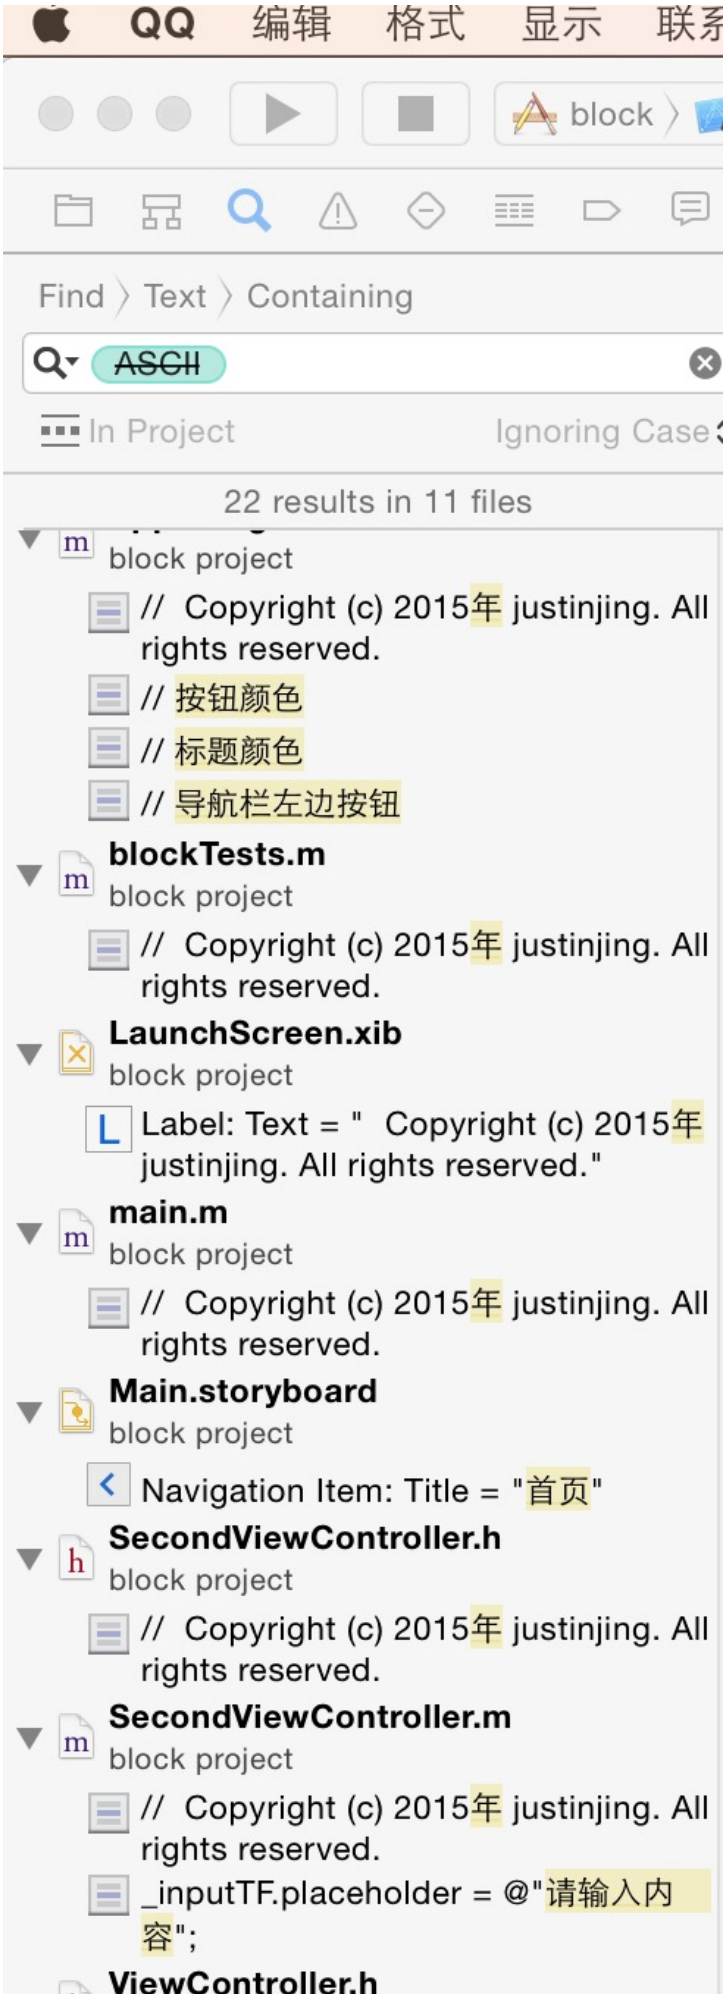 QQ 编辑 格式 显示
block
Find Text Containing
ASCII
In Project Ignoring Case
22 results in 11 files
m
block project
// Copyright (c) 2015年 justinjing. All
rights reserved.
// 按钮颜色
// 标题颜色
// 导航栏左边按钮
blockTests.m
m
block project
// Copyright (c) 2015年 justinjing. All
rights reserved.
LaunchScreen.xib
block project
L Label: Text = "  Copyright (c) 2015年
justinjing. All rights reserved."
main.m
m
block project
// Copyright (c) 2015年 justinjing. All
rights reserved.
Main.storyboard
block project
Navigation Item: Title = "首页"
SecondViewController.h
h
block project
// Copyright (c) 2015年 justinjing. All
rights reserved.
SecondViewController.m
m
block project
// Copyright (c) 2015年 justinjing. All
rights reserved.
_inputTF.placeholder = @"请输入内
容";
ViewController.h